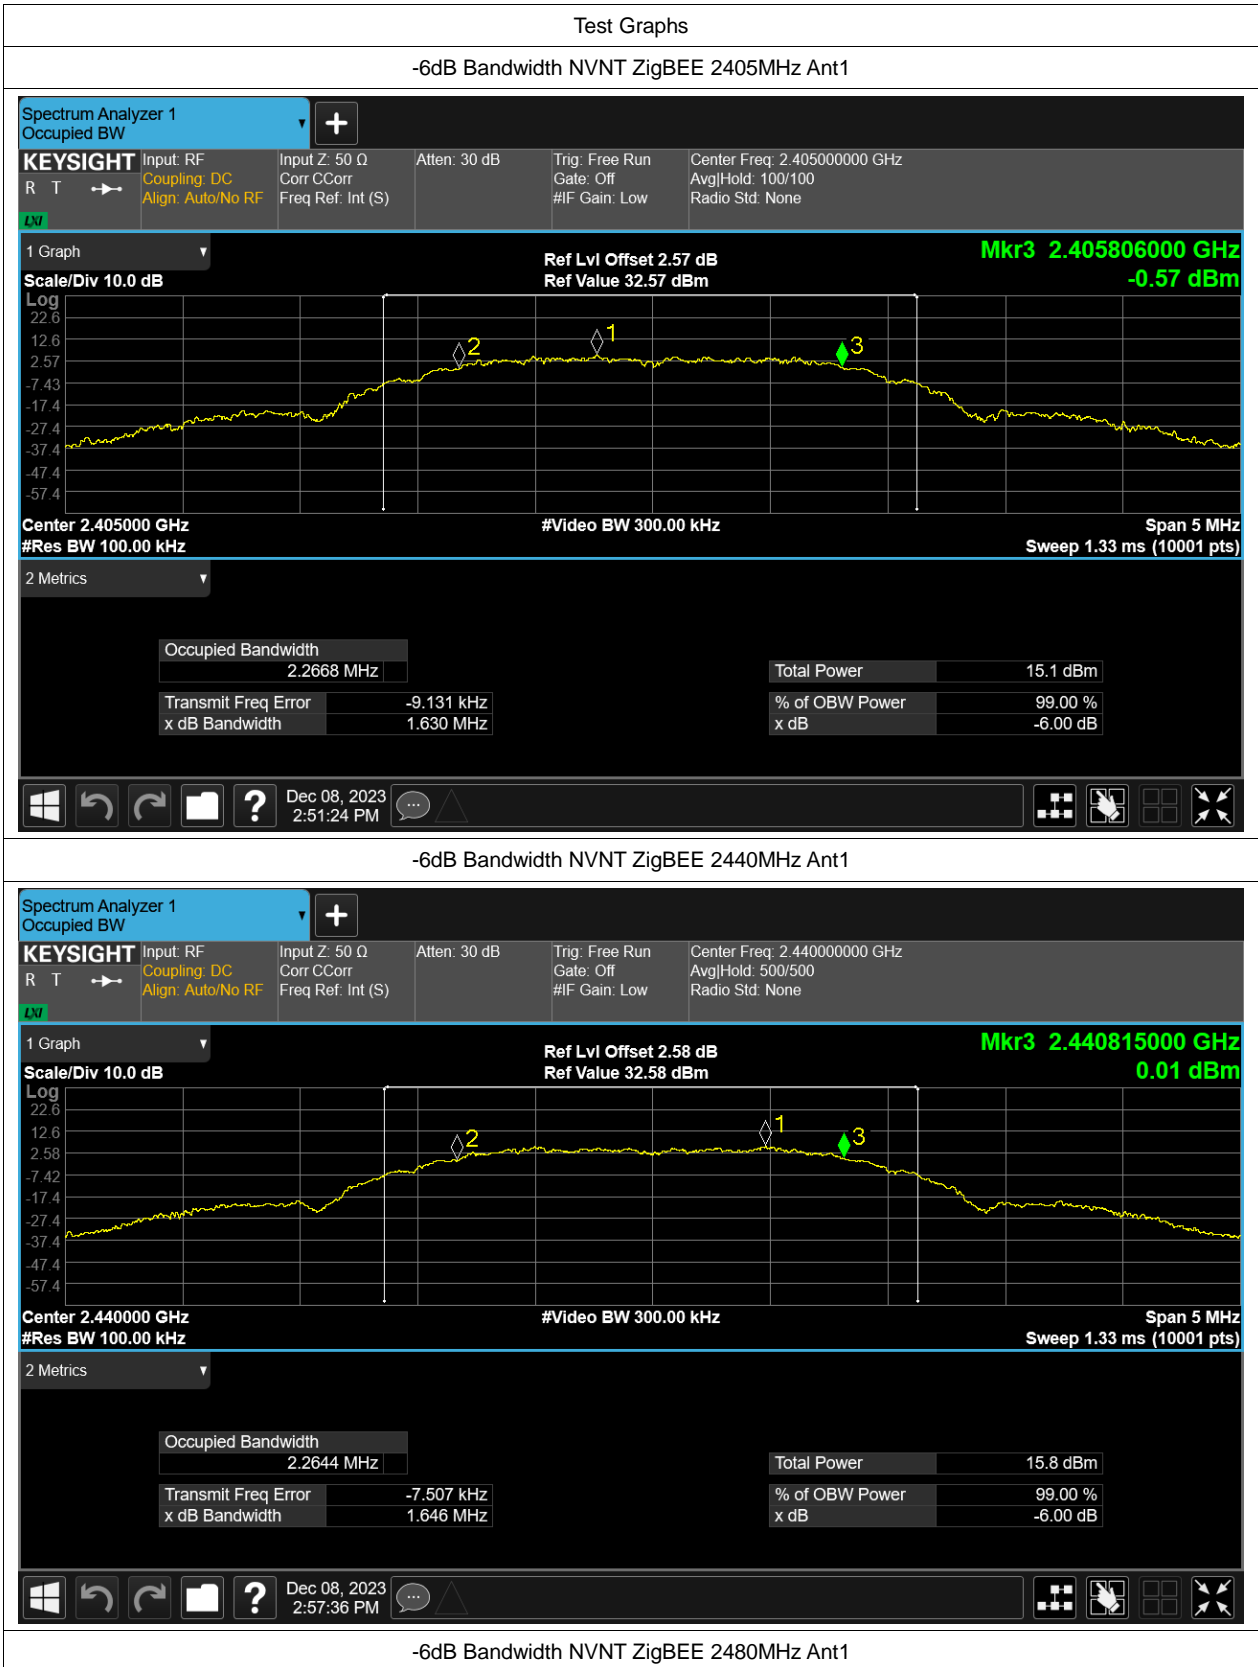 Test Graphs
-6dB Bandwidth NVNT ZigBEE 2405MHz Ant1
Spectrum Analyzer 1
Occupied BW
KEYSIGHT Input: RF Input Z: 50 Ω Atten: 30 dB Trig: Free Run Center Freq: 2.405000000 GHz
R T Coupling: DC Corr CCorr Gate: Off Avg|Hold: 100/100
Align: Auto/No RF Freq Ref: Int (S) #IF Gain: Low Radio Std: None
LXI
1 Graph Ref Lvl Offset 2.57 dB Mkr3 2.405806000 GHz
Scale/Div 10.0 dB Ref Value 32.57 dBm -0.57 dBm
Log
22.6
12.6
2.57
-7.43
-17.4
-27.4
-37.4
-47.4
-57.4
2
1
3
Center 2.405000 GHz #Video BW 300.00 kHz Span 5 MHz
#Res BW 100.00 kHz Sweep 1.33 ms (10001 pts)
2 Metrics
Occupied Bandwidth
2.2668 MHz Total Power 15.1 dBm
Transmit Freq Error -9.131 kHz % of OBW Power 99.00 %
x dB Bandwidth 1.630 MHz x dB -6.00 dB
? Dec 08, 2023
2:51:24 PM
-6dB Bandwidth NVNT ZigBEE 2440MHz Ant1
Spectrum Analyzer 1
Occupied BW
KEYSIGHT Input: RF Input Z: 50 Ω Atten: 30 dB Trig: Free Run Center Freq: 2.440000000 GHz
R T Coupling: DC Corr CCorr Gate: Off Avg|Hold: 500/500
Align: Auto/No RF Freq Ref: Int (S) #IF Gain: Low Radio Std: None
LXI
1 Graph Ref Lvl Offset 2.58 dB Mkr3 2.440815000 GHz
Scale/Div 10.0 dB Ref Value 32.58 dBm 0.01 dBm
Log
22.6
12.6
2.58
-7.42
-17.4
-27.4
-37.4
-47.4
-57.4
2
1
3
Center 2.440000 GHz #Video BW 300.00 kHz Span 5 MHz
#Res BW 100.00 kHz Sweep 1.33 ms (10001 pts)
2 Metrics
Occupied Bandwidth
2.2644 MHz Total Power 15.8 dBm
Transmit Freq Error -7.507 kHz % of OBW Power 99.00 %
x dB Bandwidth 1.646 MHz x dB -6.00 dB
? Dec 08, 2023
2:57:36 PM
-6dB Bandwidth NVNT ZigBEE 2480MHz Ant1